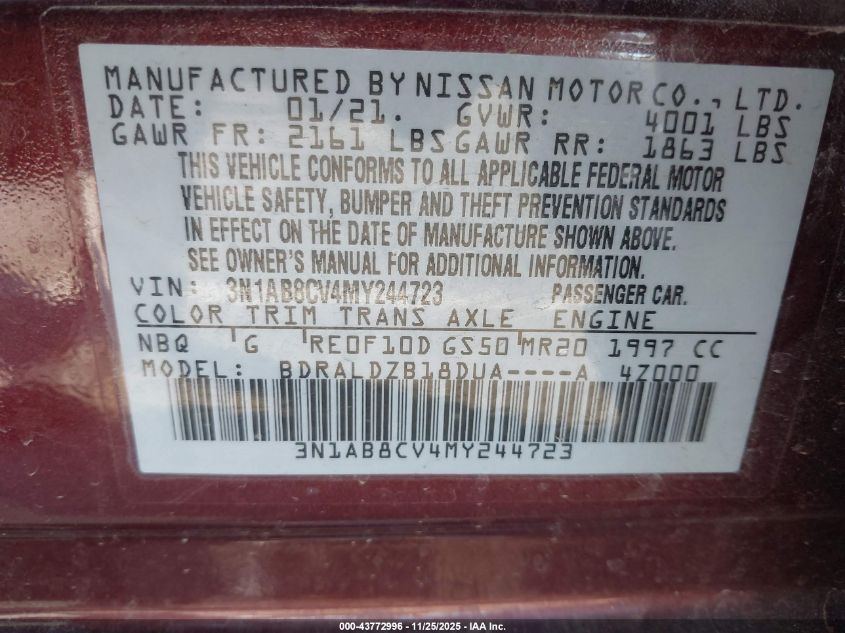 MANUFACTURED BY NISSAN MOTOR CO., LTD.
DATE: 01/21. GVWR: 4001 LBS
GAWR FR: 2161 LBS GAWR RR: 1863 LBS
THIS VEHICLE CONFORMS TO ALL APPLICABLE FEDERAL MOTOR
VEHICLE SAFETY, BUMPER AND THEFT PREVENTION STANDARDS
IN EFFECT ON THE DATE OF MANUFACTURE SHOWN ABOVE.
SEE OWNER'S MANUAL FOR ADDITIONAL INFORMATION.
VIN: 3N1AB8CV4MY244723 PASSENGER CAR.
COLOR TRIM TRANS AXLE ENGINE
NBQ 'G 'RE0F10D GS50 'MR20 1997 CC
MODEL: BDRALDZB18DUA----A 4Z000
3N1AB8CV4MY244723
000-43772996 - 11/25/2025 - IAA Inc.